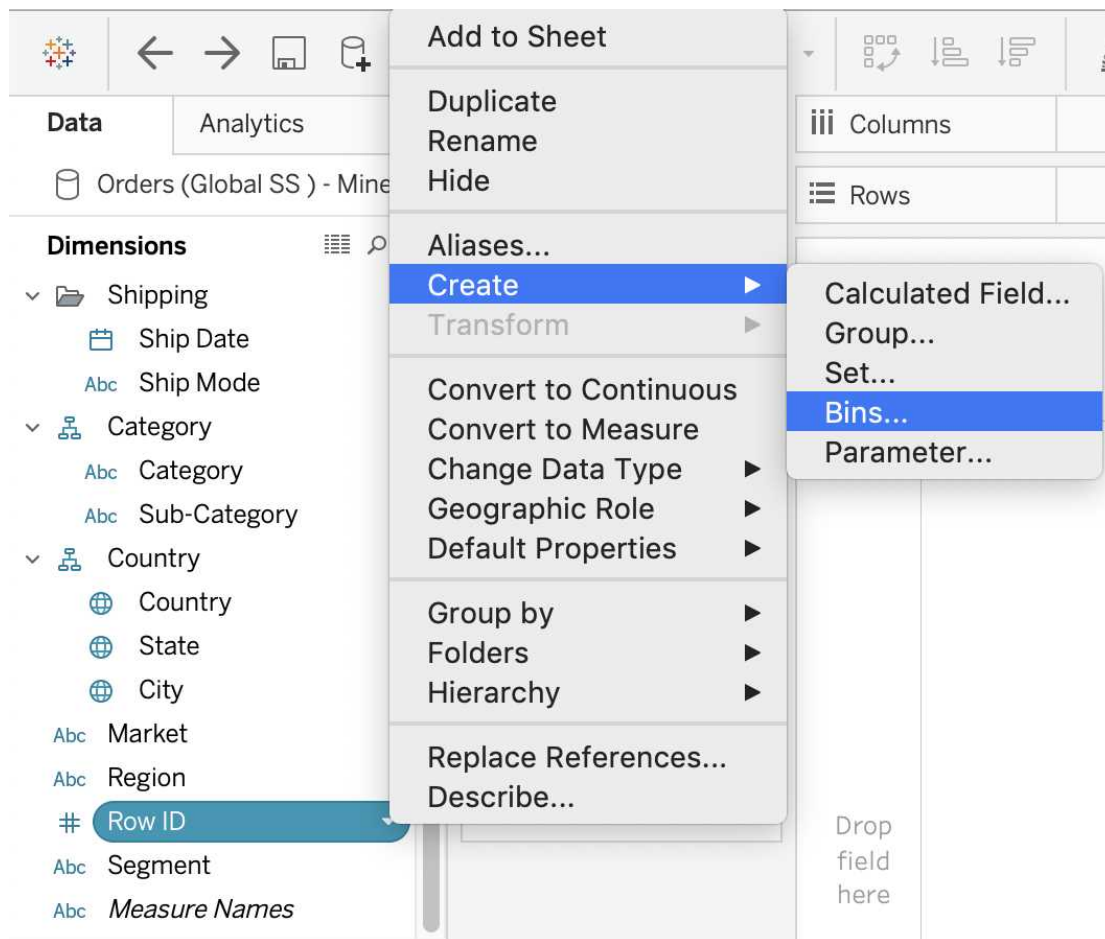 Data
Analytics
Orders (Global SS ) - Mine
Dimensions
Shipping
Ship Date
Abc Ship Mode
Category
Abc Category
Abc Sub-Category
Country
Country
State
City
Abc Market
Abc Region
# Row ID
Abc Segment
Abc Measure Names
Add to Sheet
Duplicate
Rename
Hide
Aliases...
Create
Transform
Convert to Continuous
Convert to Measure
Change Data Type
Geographic Role
Default Properties
Group by
Folders
Hierarchy
Replace References...
Describe...
Columns
Rows
Calculated Field...
Group...
Set...
Bins...
Parameter...
Drop
field
here